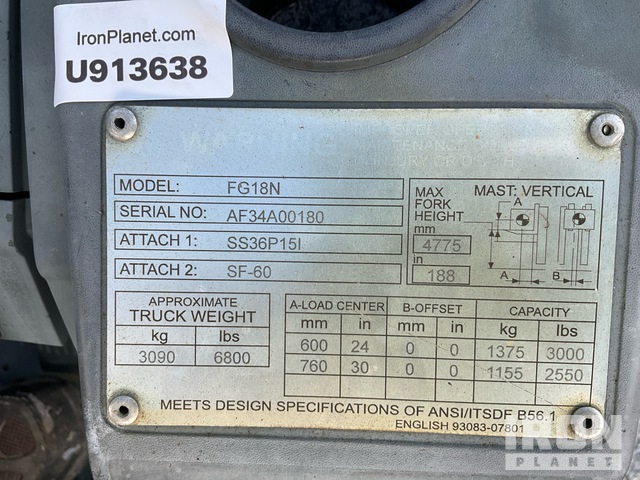 IronPlanet.com
U913638
MODEL: FG18N
SERIAL NO: AF34A00180
ATTACH 1: SS36P15I
ATTACH 2: SF-60
MAX FORK HEIGHT
mm
4775
in
188
MAST: VERTICAL
A
A B
APPROXIMATE
TRUCK WEIGHT
kg lbs
3090 6800
A-LOAD CENTER B-OFFSET CAPACITY
mm in mm in kg lbs
600 24 0 0 1375 3000
760 30 0 0 1155 2550
MEETS DESIGN SPECIFICATIONS OF ANSI/ITSDF B56.1
ENGLISH 93083-07801
IRON
PLANET